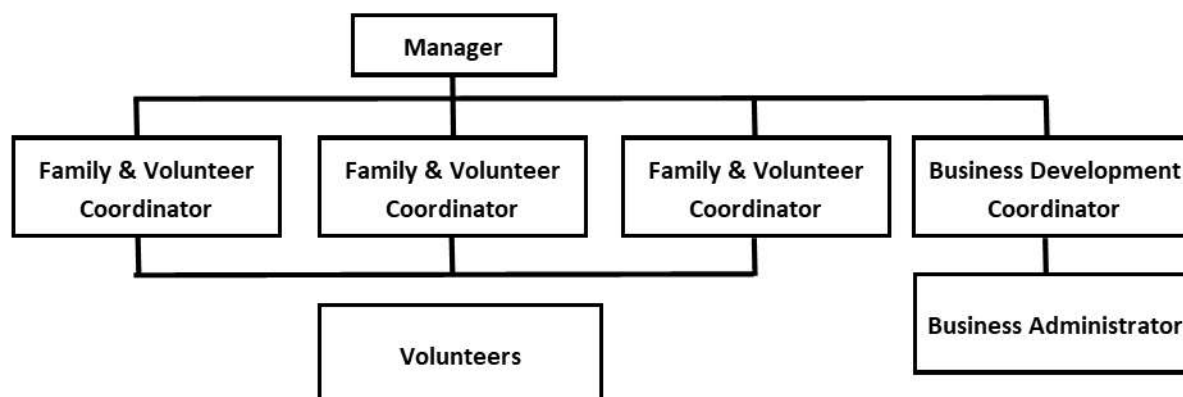 Manager
Family & Volunteer
Coordinator
Family & Volunteer
Coordinator
Family & Volunteer
Coordinator
Business Development
Coordinator
Business Administrator
Volunteers